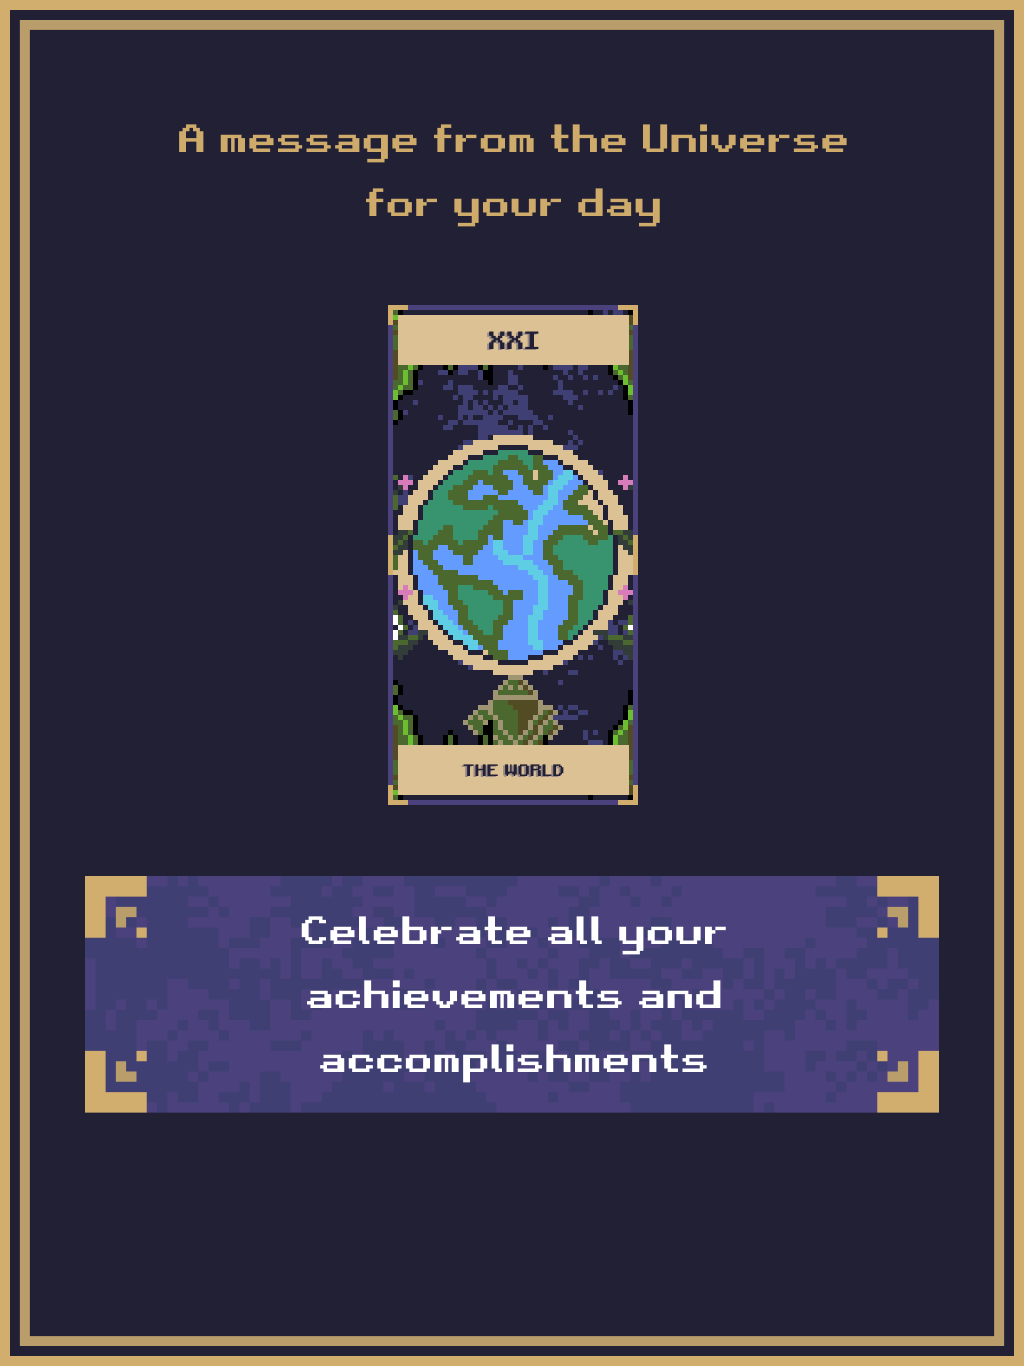 A message from the Universe
for your day
XXI
THE WORLD
Celebrate all your
achievements and
accomplishments